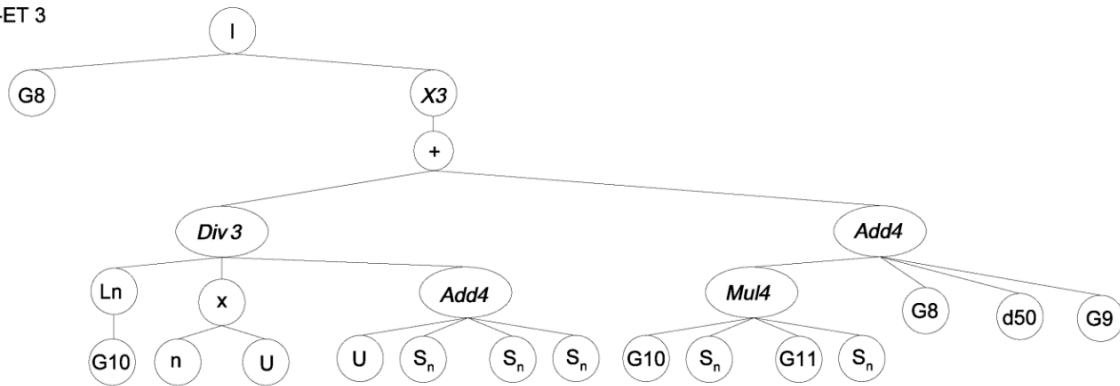 -ET 3
/
G8
X3
+
Div 3
Add4
Ln
x
Add4
Mul4
G8
d50
G9
G10
n
U
U
Sn
Sn
Sn
G10
Sn
G11
Sn